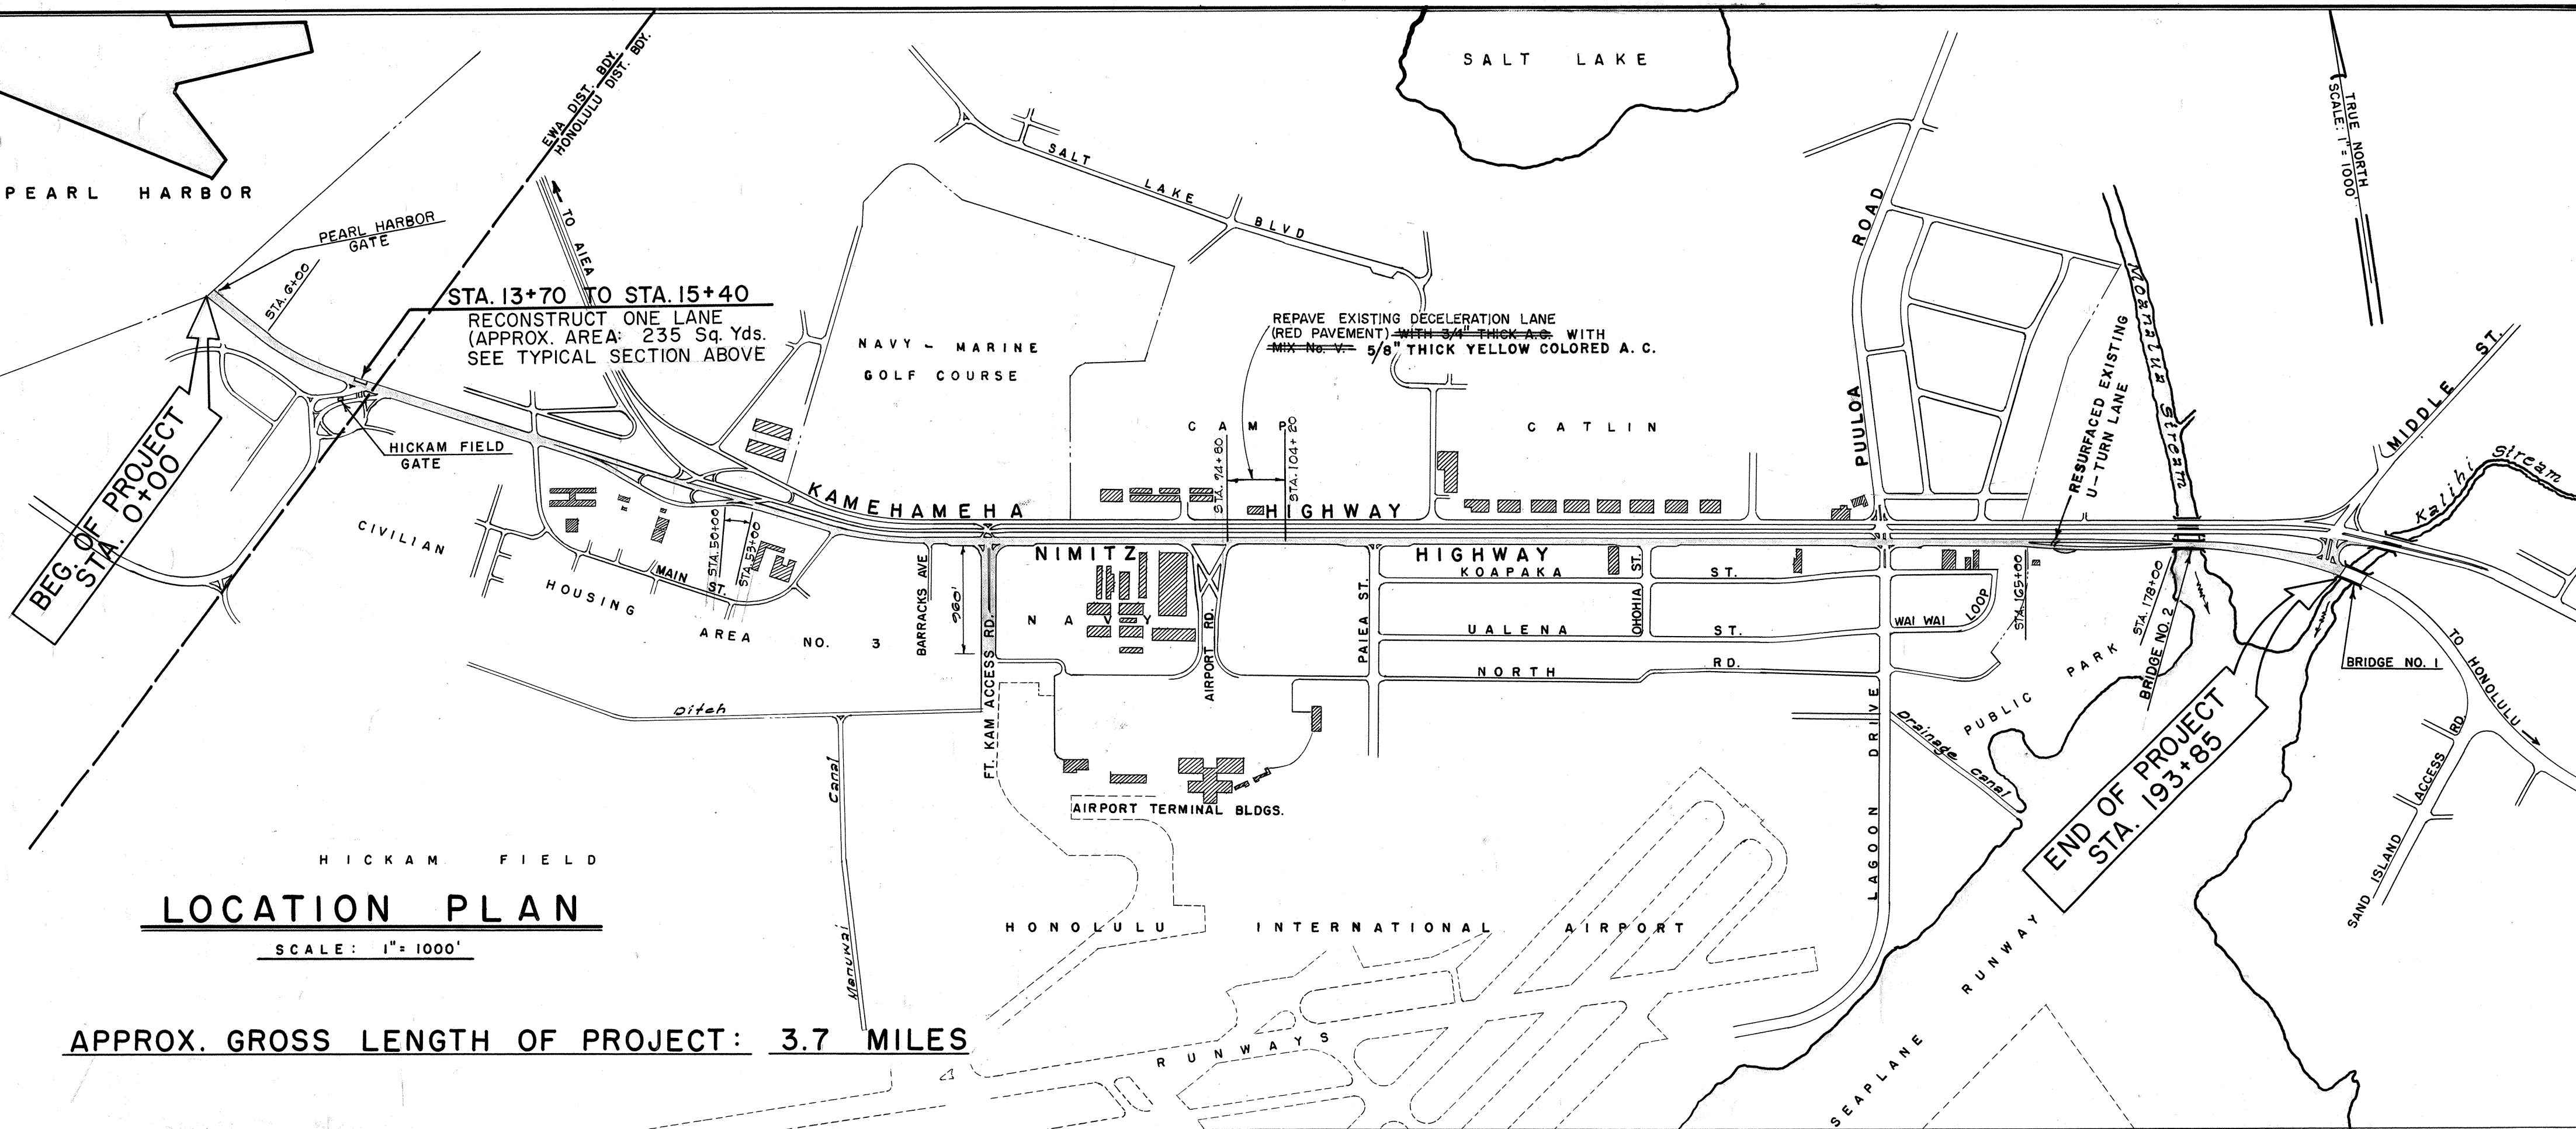 SALT LAKE
EWA DIST. BDY.
HONOLULU DIST. BDY.
TRUE NORTH
SCALE: 1" = 1000'
PEARL HARBOR
PEARL HARBOR
GATE
STA. 6+00
TO AIEA
SALT LAKE BLVD
STA. 13+70 TO STA. 15+40
RECONSTRUCT ONE LANE
(APPROX. AREA: 235 Sq. Yds.
SEE TYPICAL SECTION ABOVE
NAVY - MARINE
GOLF COURSE
REPAVE EXISTING DECELERATION LANE
(RED PAVEMENT) WITH 3/4" THICK A.C. WITH
MIX No. V. 5/8" THICK YELLOW COLORED A. C.
PUULOA ROAD
Moanalua Stream
RESURFACED EXISTING
U-TURN LANE
MIDDLE ST.
Kalihi Stream
BEG. OF PROJECT
STA. 0+00
HICKAM FIELD
GATE
CAMP CATLIN
STA. 94+80
STA. 104+20
KAMEHAMEHA HIGHWAY
NIMITZ HIGHWAY
CIVILIAN
HOUSING
AREA NO. 3
MAIN ST.
STA. 50+00
STA. 53+00
BARRACKS AVE
960'
FT. KAM ACCESS RD.
NAVY
AIRPORT RD.
PAIEA ST.
KOAPAKA ST.
OHOHIA ST.
UALENA ST.
NORTH RD.
WAI WAI LOOP
STA. 165+00
STA. 178+00
BRIDGE NO. 2
BRIDGE NO. 1
TO HONOLULU
PUBLIC PARK
Ditch
Canal
Manuwai
Drainage Canal
LAGOON DRIVE
SAND ISLAND ACCESS RD.
END OF PROJECT
STA. 193+85
AIRPORT TERMINAL BLDGS.
HICKAM FIELD
LOCATION PLAN
SCALE: 1" = 1000'
HONOLULU INTERNATIONAL AIRPORT
RUNWAYS
SEAPLANE RUNWAY
APPROX. GROSS LENGTH OF PROJECT: 3.7 MILES